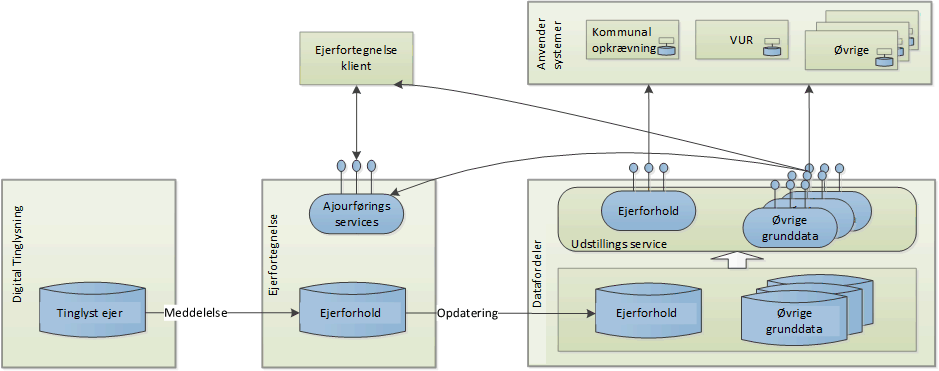 Anvender
systemer
Kommunal
opkrævning
VUR
Øvrige
Ejerfortegnelse
klient
Digital Tinglysning
Tinglyst ejer
Meddelelse
Ejerfortegnelse
Ajourførings
services
Ejerforhold
Opdatering
Datafordeler
Ejerforhold
Øvrige
grunddata
Udstillings service
Ejerforhold
Øvrige
grunddata